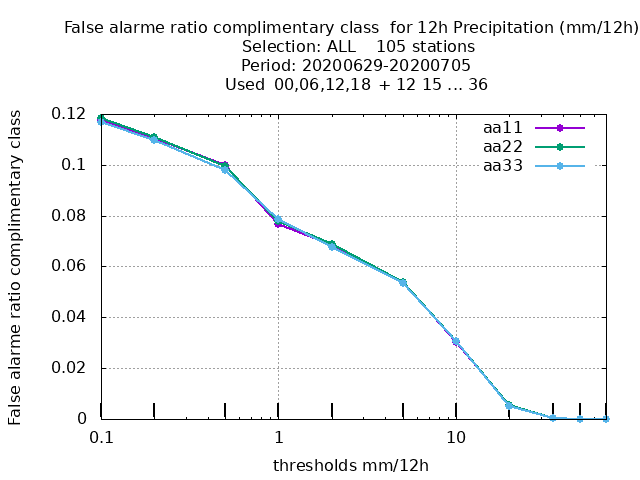 False alarme ratio complimentary class  for 12h Precipitation (mm/12h)
Selection: ALL    105 stations
Period: 20200629-20200705
Used  00,06,12,18  + 12 15 ... 36
False alarme ratio complimentary class
0.12
0.1
0.08
0.06
0.04
0.02
0
aa11
aa22
aa33
0.1 1 10
thresholds mm/12h